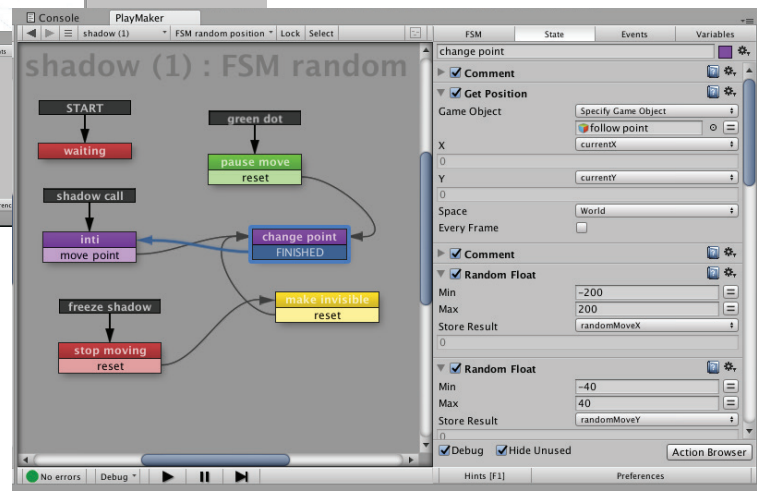 Console PlayMaker
shadow (1) FSM random position Lock Select
shadow (1) : FSM random
START
waiting
green dot
pause move
reset
shadow call
inti
move point
change point
FINISHED
freeze shadow
stop moving
reset
make invisible
reset
No errors Debug
FSM State Events Variables
change point
Comment
Get Position
Game Object Specify Game Object
follow point
X currentX
0
Y currentY
0
Space World
Every Frame
Comment
Random Float
Min -200
Max 200
Store Result randomMoveX
0
Random Float
Min -40
Max 40
Store Result randomMoveY
0
Debug Hide Unused Action Browser
Hints [F1] Preferences